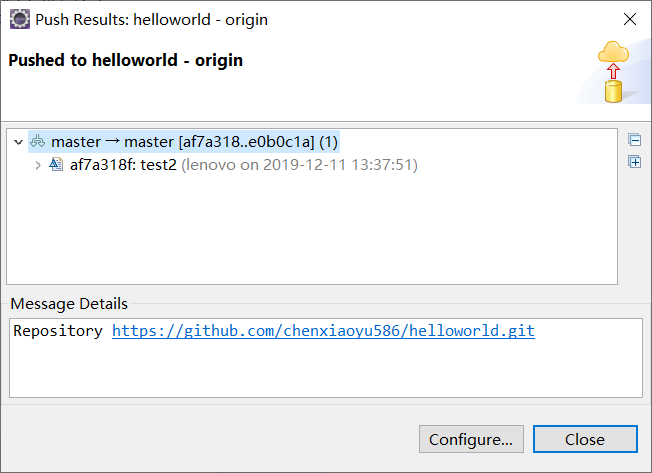 Push Results: helloworld - origin
Pushed to helloworld - origin
master → master [af7a318..e0b0c1a] (1)
af7a318f: test2 (lenovo on 2019-12-11 13:37:51)
Message Details
Repository https://github.com/chenxiaoyu586/helloworld.git
Configure...
Close